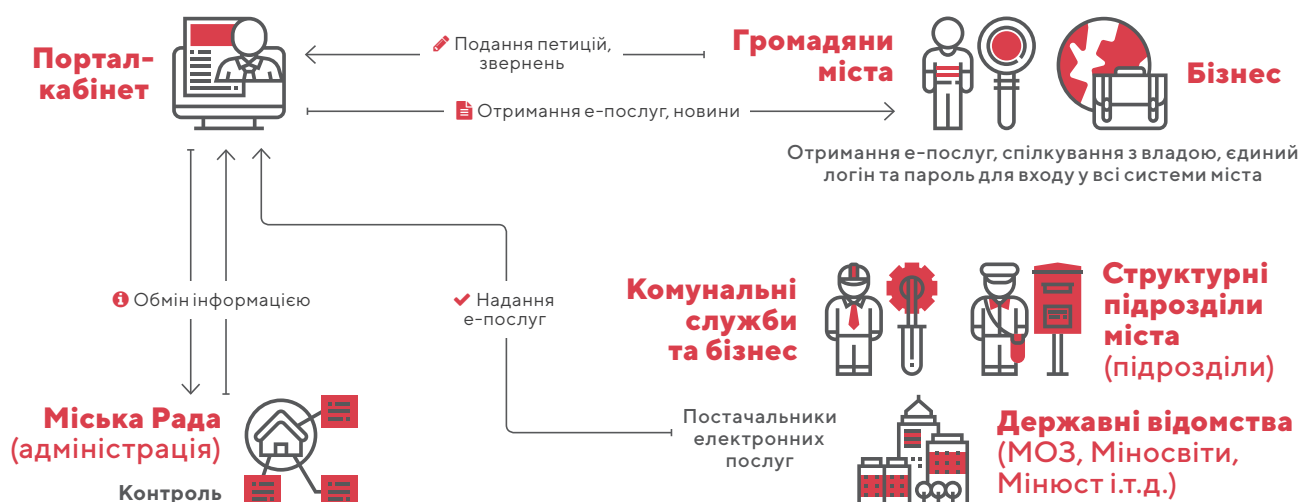 Портал-
кабінет
Подання петицій,
звернень
Громадяни
міста
Бізнес
Отримання е-послуг, новини
Отримання е-послуг, спілкування з владою, єдиний
логін та пароль для входу у всі системи міста
Обмін інформацією
Надання
е-послуг
Комунальні
служби
та бізнес
Структурні
підрозділи
міста
(підрозділи)
Міська Рада
(адміністрація)
Контроль
Постачальники
електронних
послуг
Державні відомства
(МОЗ, Міносвіти,
Мінюст і.т.д.)